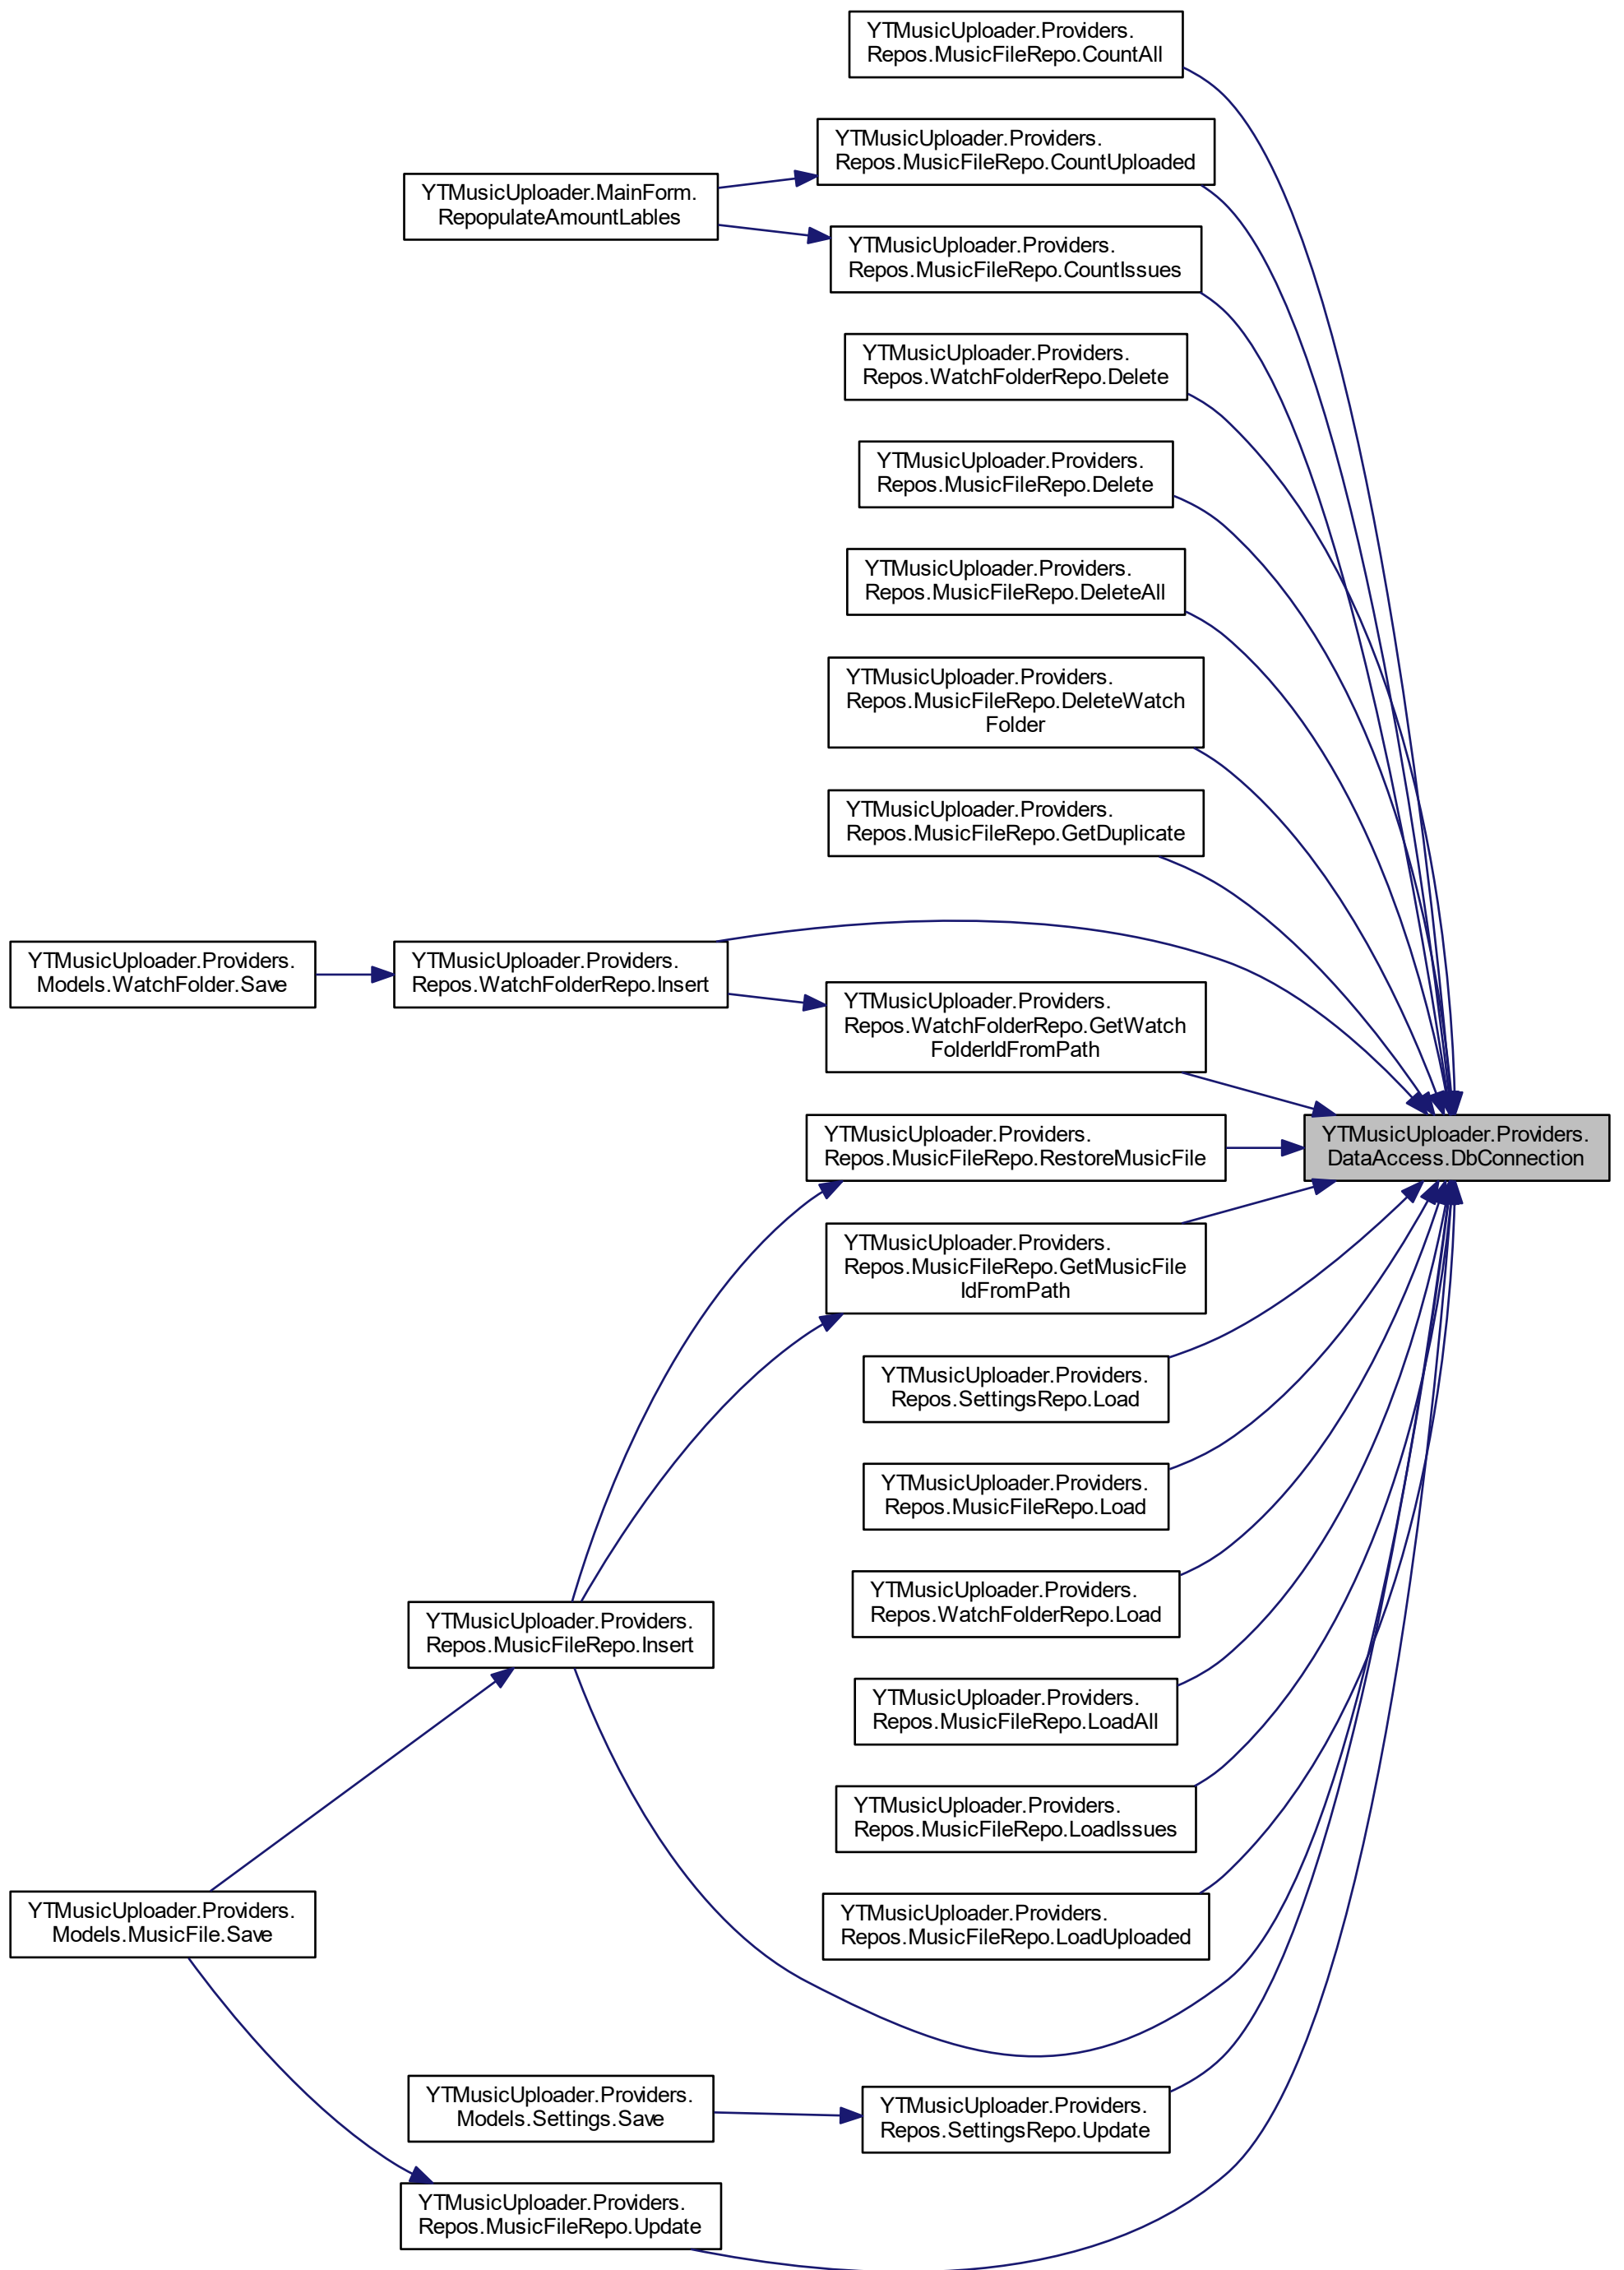 YTMusicUploader.Providers.
Repos.MusicFileRepo.CountAll
YTMusicUploader.Providers.
Repos.MusicFileRepo.CountUploaded
YTMusicUploader.MainForm.
RepopulateAmountLables
YTMusicUploader.Providers.
Repos.MusicFileRepo.CountIssues
YTMusicUploader.Providers.
Repos.WatchFolderRepo.Delete
YTMusicUploader.Providers.
Repos.MusicFileRepo.Delete
YTMusicUploader.Providers.
Repos.MusicFileRepo.DeleteAll
YTMusicUploader.Providers.
Repos.MusicFileRepo.DeleteWatch
Folder
YTMusicUploader.Providers.
Repos.MusicFileRepo.GetDuplicate
YTMusicUploader.Providers.
Models.WatchFolder.Save
YTMusicUploader.Providers.
Repos.WatchFolderRepo.Insert
YTMusicUploader.Providers.
Repos.WatchFolderRepo.GetWatch
FolderIdFromPath
YTMusicUploader.Providers.
Repos.MusicFileRepo.RestoreMusicFile
YTMusicUploader.Providers.
DataAccess.DbConnection
YTMusicUploader.Providers.
Repos.MusicFileRepo.GetMusicFile
IdFromPath
YTMusicUploader.Providers.
Repos.SettingsRepo.Load
YTMusicUploader.Providers.
Repos.MusicFileRepo.Load
YTMusicUploader.Providers.
Repos.WatchFolderRepo.Load
YTMusicUploader.Providers.
Repos.MusicFileRepo.Insert
YTMusicUploader.Providers.
Repos.MusicFileRepo.LoadAll
YTMusicUploader.Providers.
Repos.MusicFileRepo.LoadIssues
YTMusicUploader.Providers.
Models.MusicFile.Save
YTMusicUploader.Providers.
Repos.MusicFileRepo.LoadUploaded
YTMusicUploader.Providers.
Models.Settings.Save
YTMusicUploader.Providers.
Repos.SettingsRepo.Update
YTMusicUploader.Providers.
Repos.MusicFileRepo.Update